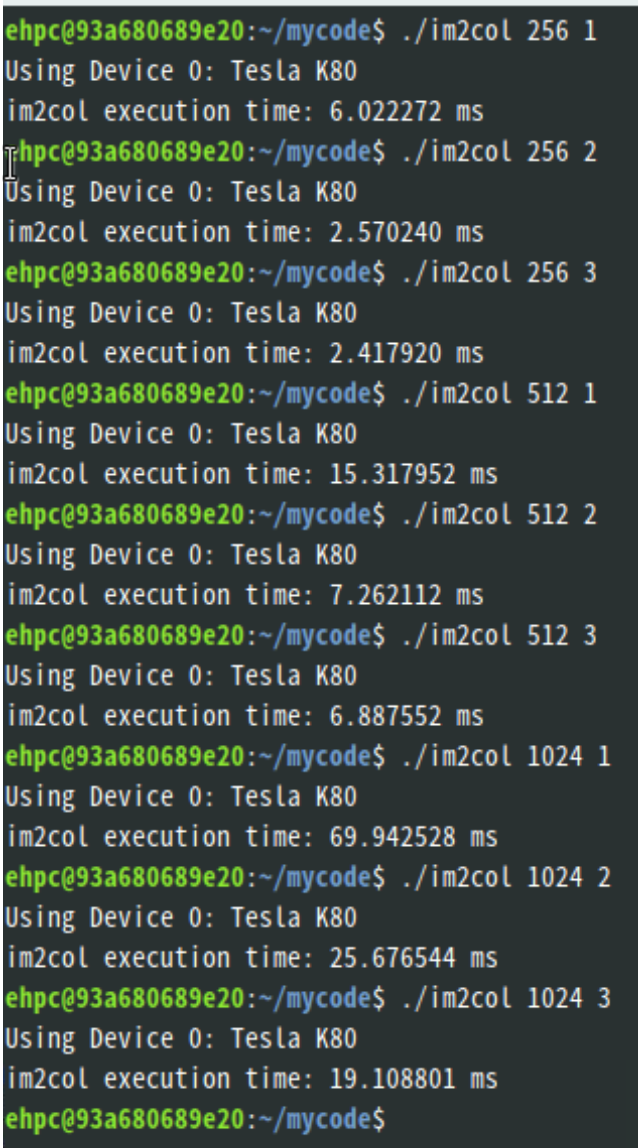 ehpc@93a680689e20:~/mycode$ ./im2col 256 1
Using Device 0: Tesla K80
im2col execution time: 6.022272 ms
ehpc@93a680689e20:~/mycode$ ./im2col 256 2
Using Device 0: Tesla K80
im2col execution time: 2.570240 ms
ehpc@93a680689e20:~/mycode$ ./im2col 256 3
Using Device 0: Tesla K80
im2col execution time: 2.417920 ms
ehpc@93a680689e20:~/mycode$ ./im2col 512 1
Using Device 0: Tesla K80
im2col execution time: 15.317952 ms
ehpc@93a680689e20:~/mycode$ ./im2col 512 2
Using Device 0: Tesla K80
im2col execution time: 7.262112 ms
ehpc@93a680689e20:~/mycode$ ./im2col 512 3
Using Device 0: Tesla K80
im2col execution time: 6.887552 ms
ehpc@93a680689e20:~/mycode$ ./im2col 1024 1
Using Device 0: Tesla K80
im2col execution time: 69.942528 ms
ehpc@93a680689e20:~/mycode$ ./im2col 1024 2
Using Device 0: Tesla K80
im2col execution time: 25.676544 ms
ehpc@93a680689e20:~/mycode$ ./im2col 1024 3
Using Device 0: Tesla K80
im2col execution time: 19.108801 ms
ehpc@93a680689e20:~/mycode$